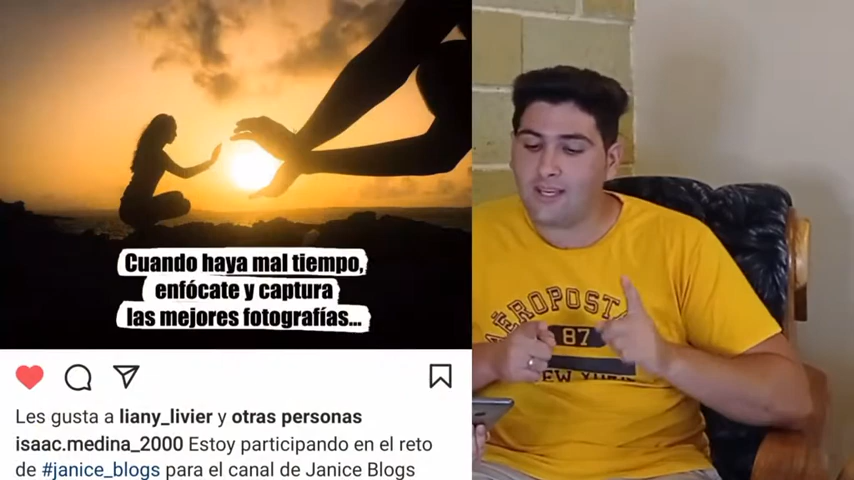 Cuando haya mal tiempo,
enfócate y captura
las mejores fotografías...
Les gusta a liany_livier y otras personas
isaac.medina_2000 Estoy participando en el reto
de #janice_blogs para el canal de Janice Blogs
AÉROPOSTA
87
NEW YORK